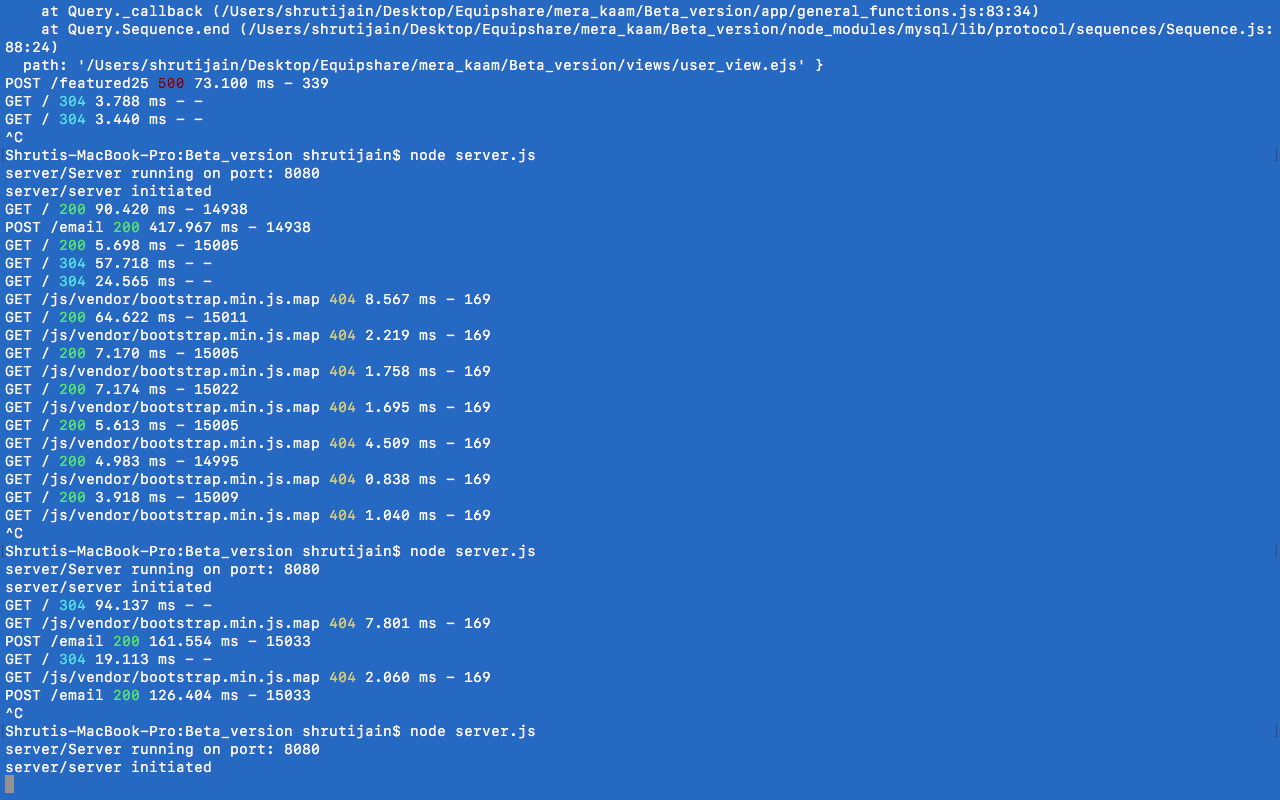 at Query._callback (/Users/shrutijain/Desktop/Equipshare/mera_kaam/Beta_version/app/general_functions.js:83:34)
    at Query.Sequence.end (/Users/shrutijain/Desktop/Equipshare/mera_kaam/Beta_version/node_modules/mysql/lib/protocol/sequences/Sequence.js:
88:24)
  path: '/Users/shrutijain/Desktop/Equipshare/mera_kaam/Beta_version/views/user_view.ejs' }
POST /featured25 500 73.100 ms - 339
GET / 304 3.788 ms - -
GET / 304 3.440 ms - -
^C
Shrutis-MacBook-Pro:Beta_version shrutijain$ node server.js
server/Server running on port: 8080
server/server initiated
GET / 200 90.420 ms - 14938
POST /email 200 417.967 ms - 14938
GET / 200 5.698 ms - 15005
GET / 304 57.718 ms - -
GET / 304 24.565 ms - -
GET /js/vendor/bootstrap.min.js.map 404 8.567 ms - 169
GET / 200 64.622 ms - 15011
GET /js/vendor/bootstrap.min.js.map 404 2.219 ms - 169
GET / 200 7.170 ms - 15005
GET /js/vendor/bootstrap.min.js.map 404 1.758 ms - 169
GET / 200 7.174 ms - 15022
GET /js/vendor/bootstrap.min.js.map 404 1.695 ms - 169
GET / 200 5.613 ms - 15005
GET /js/vendor/bootstrap.min.js.map 404 4.509 ms - 169
GET / 200 4.983 ms - 14995
GET /js/vendor/bootstrap.min.js.map 404 0.838 ms - 169
GET / 200 3.918 ms - 15009
GET /js/vendor/bootstrap.min.js.map 404 1.040 ms - 169
^C
Shrutis-MacBook-Pro:Beta_version shrutijain$ node server.js
server/Server running on port: 8080
server/server initiated
GET / 304 94.137 ms - -
GET /js/vendor/bootstrap.min.js.map 404 7.801 ms - 169
POST /email 200 161.554 ms - 15033
GET / 304 19.113 ms - -
GET /js/vendor/bootstrap.min.js.map 404 2.060 ms - 169
POST /email 200 126.404 ms - 15033
^C
Shrutis-MacBook-Pro:Beta_version shrutijain$ node server.js
server/Server running on port: 8080
server/server initiated